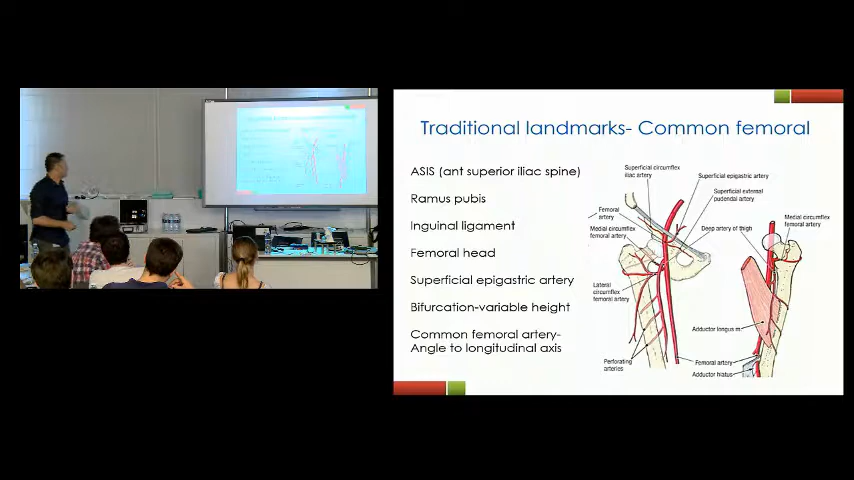 Traditional landmarks- Common femoral
ASIS (ant superior iliac spine)
Ramus pubis
Inguinal ligament
Femoral head
Superficial epigastric artery
Bifurcation-variable height
Common femoral artery-
Angle to longitudinal axis
Superficial circumflex
iliac artery
Superficial epigastric artery
Superficial external
pudendal artery
Femoral
artery
Medial circumflex
femoral artery
Deep artery of thigh
Medial circumflex
femoral artery
Lateral
circumflex
femoral artery
Adductor longus m.
Perforating
arteries
Femoral artery
Adductor hiatus